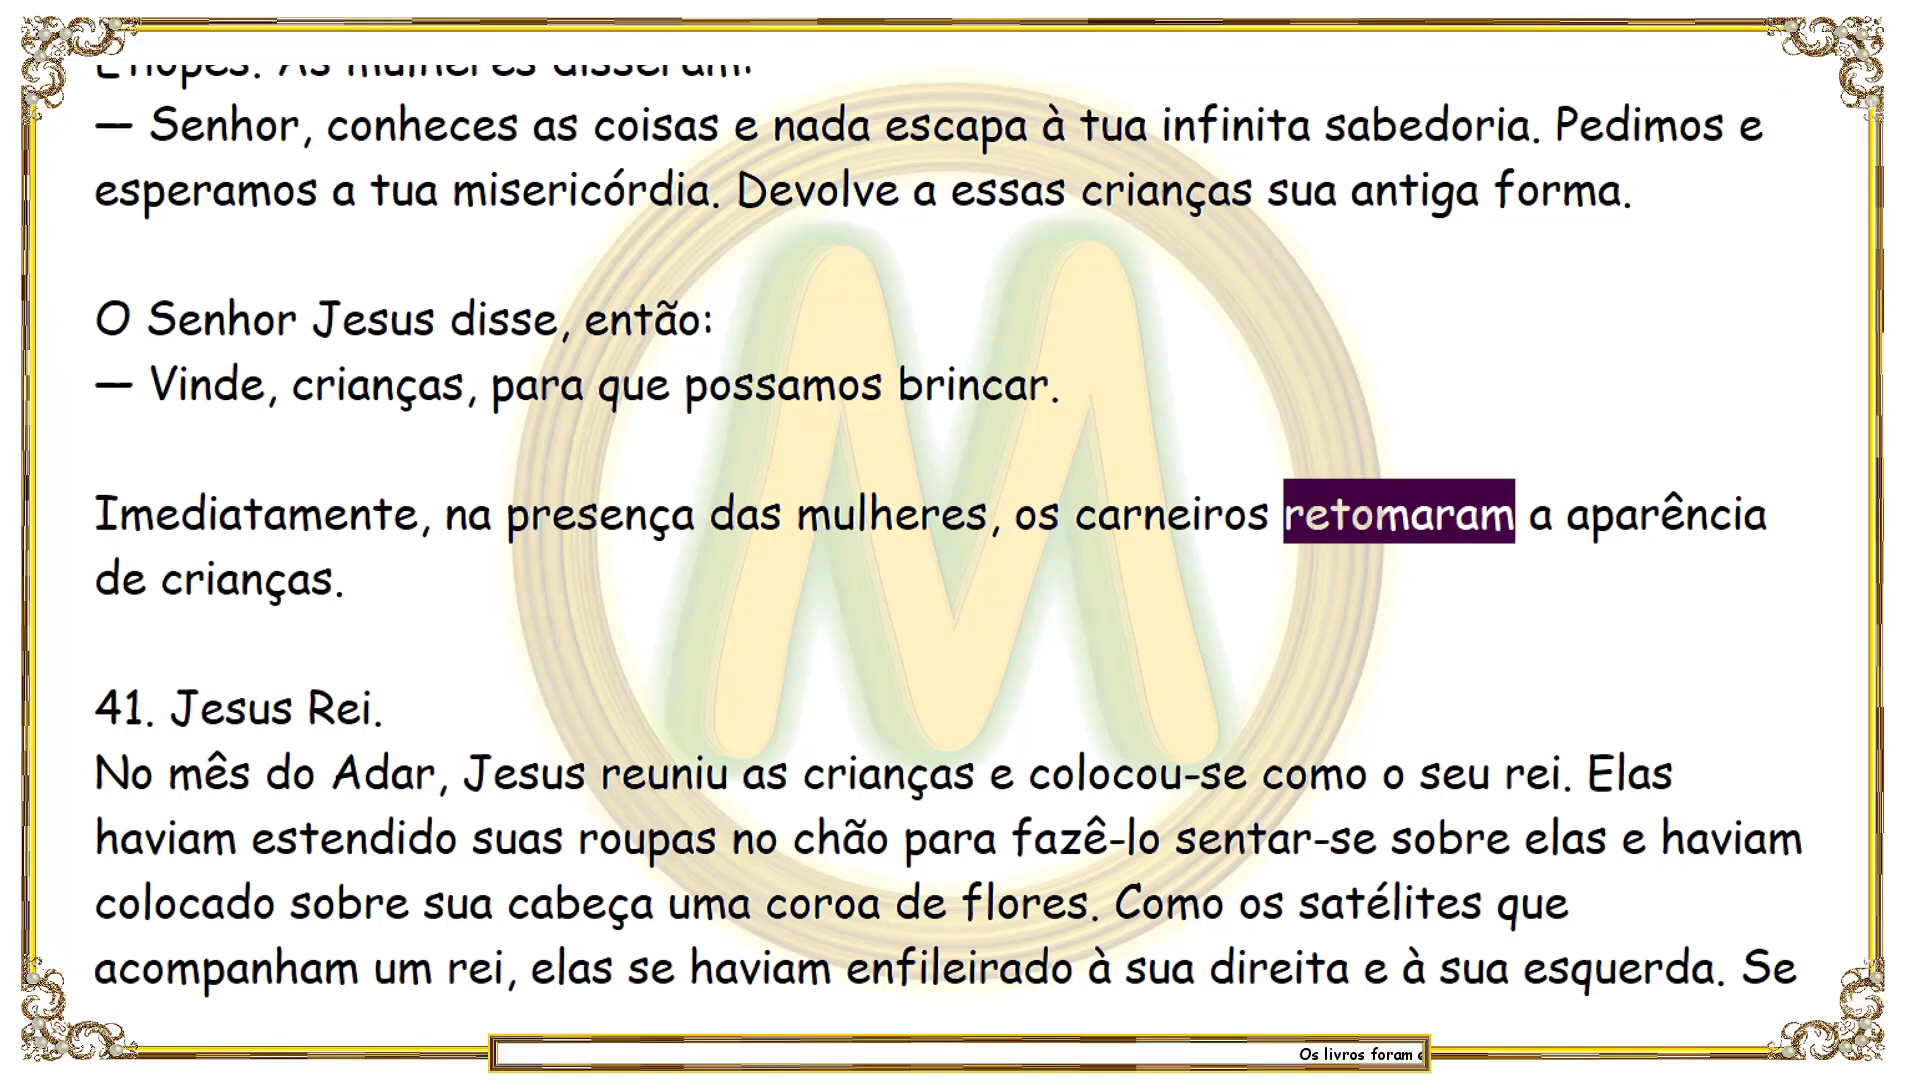 Etíopes. As mulheres disseram:
— Senhor, conheces as coisas e nada escapa à tua infinita sabedoria. Pedimos e
esperamos a tua misericórdia. Devolve a essas crianças sua antiga forma.
O Senhor Jesus disse, então:
— Vinde, crianças, para que possamos brincar.
Imediatamente, na presença das mulheres, os carneiros retomaram a aparência
de crianças.
41. Jesus Rei.
No mês do Adar, Jesus reuniu as crianças e colocou-se como o seu rei. Elas
haviam estendido suas roupas no chão para fazê-lo sentar-se sobre elas e haviam
colocado sobre sua cabeça uma coroa de flores. Como os satélites que
acompanham um rei, elas se haviam enfileirado à sua direita e à sua esquerda. Se
Os livros foram
M